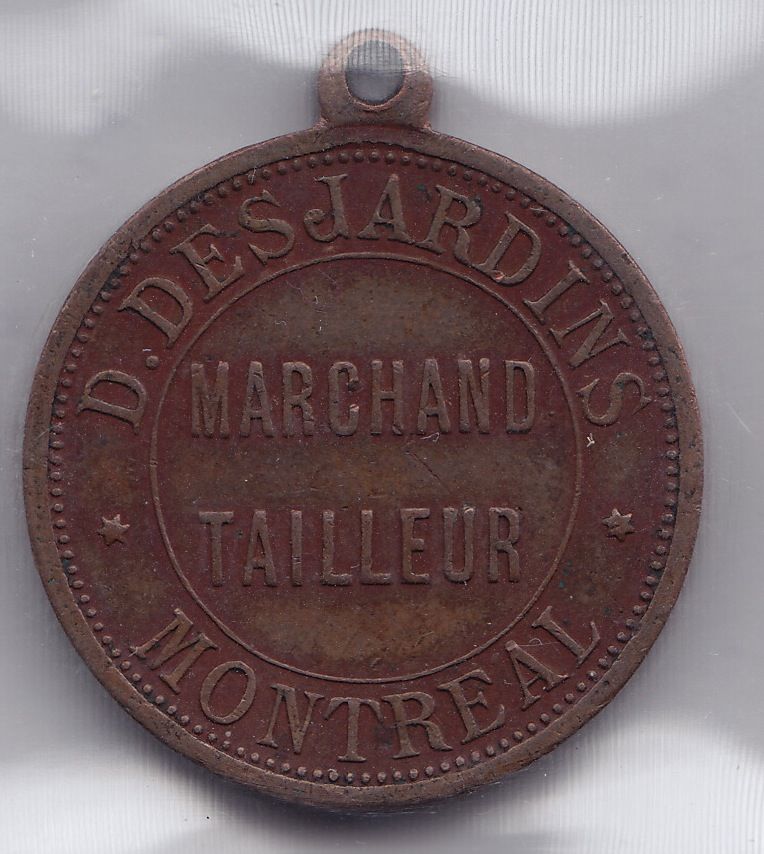 D. DESJARDINS
MARCHAND
TAILLEUR
MONTREAL